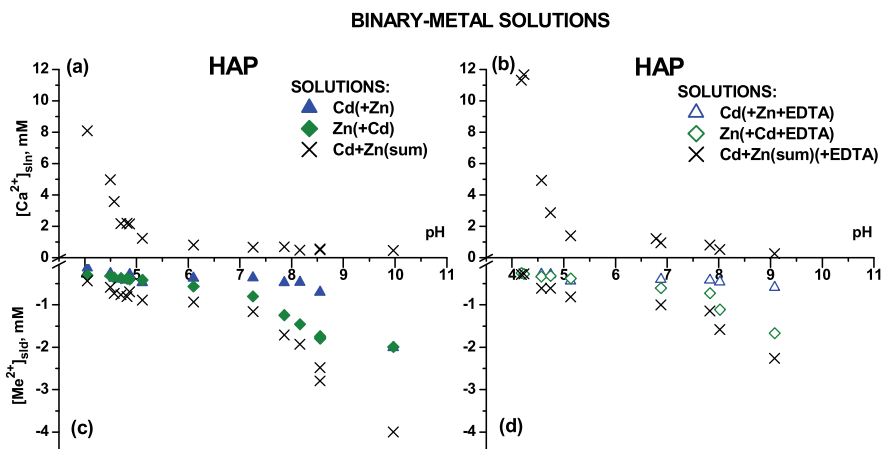 BINARY-METAL SOLUTIONS
(a)
HAP
SOLUTIONS:
Cd(+Zn)
Zn(+Cd)
Cd+Zn(sum)
[Ca2+]sln, mM
12
10
8
6
4
2
0
pH
4 5 6 7 8 9 10 11
[Me2+]sld, mM
-1
-2
-3
-4
(c)
(b)
HAP
SOLUTIONS:
Cd(+Zn+EDTA)
Zn(+Cd+EDTA)
Cd+Zn(sum)(+EDTA)
12
10
8
6
4
2
0
pH
4 5 6 7 8 9 10 11
-1
-2
-3
-4
(d)